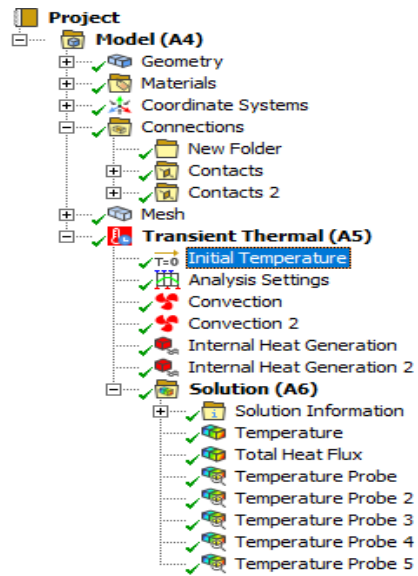 Project
Model (A4)
Geometry
Materials
Coordinate Systems
Connections
New Folder
Contacts
Contacts 2
Mesh
Transient Thermal (A5)
T=0 Initial Temperature
Analysis Settings
Convection
Convection 2
Internal Heat Generation
Internal Heat Generation 2
Solution (A6)
Solution Information
Temperature
Total Heat Flux
Temperature Probe
Temperature Probe 2
Temperature Probe 3
Temperature Probe 4
Temperature Probe 5